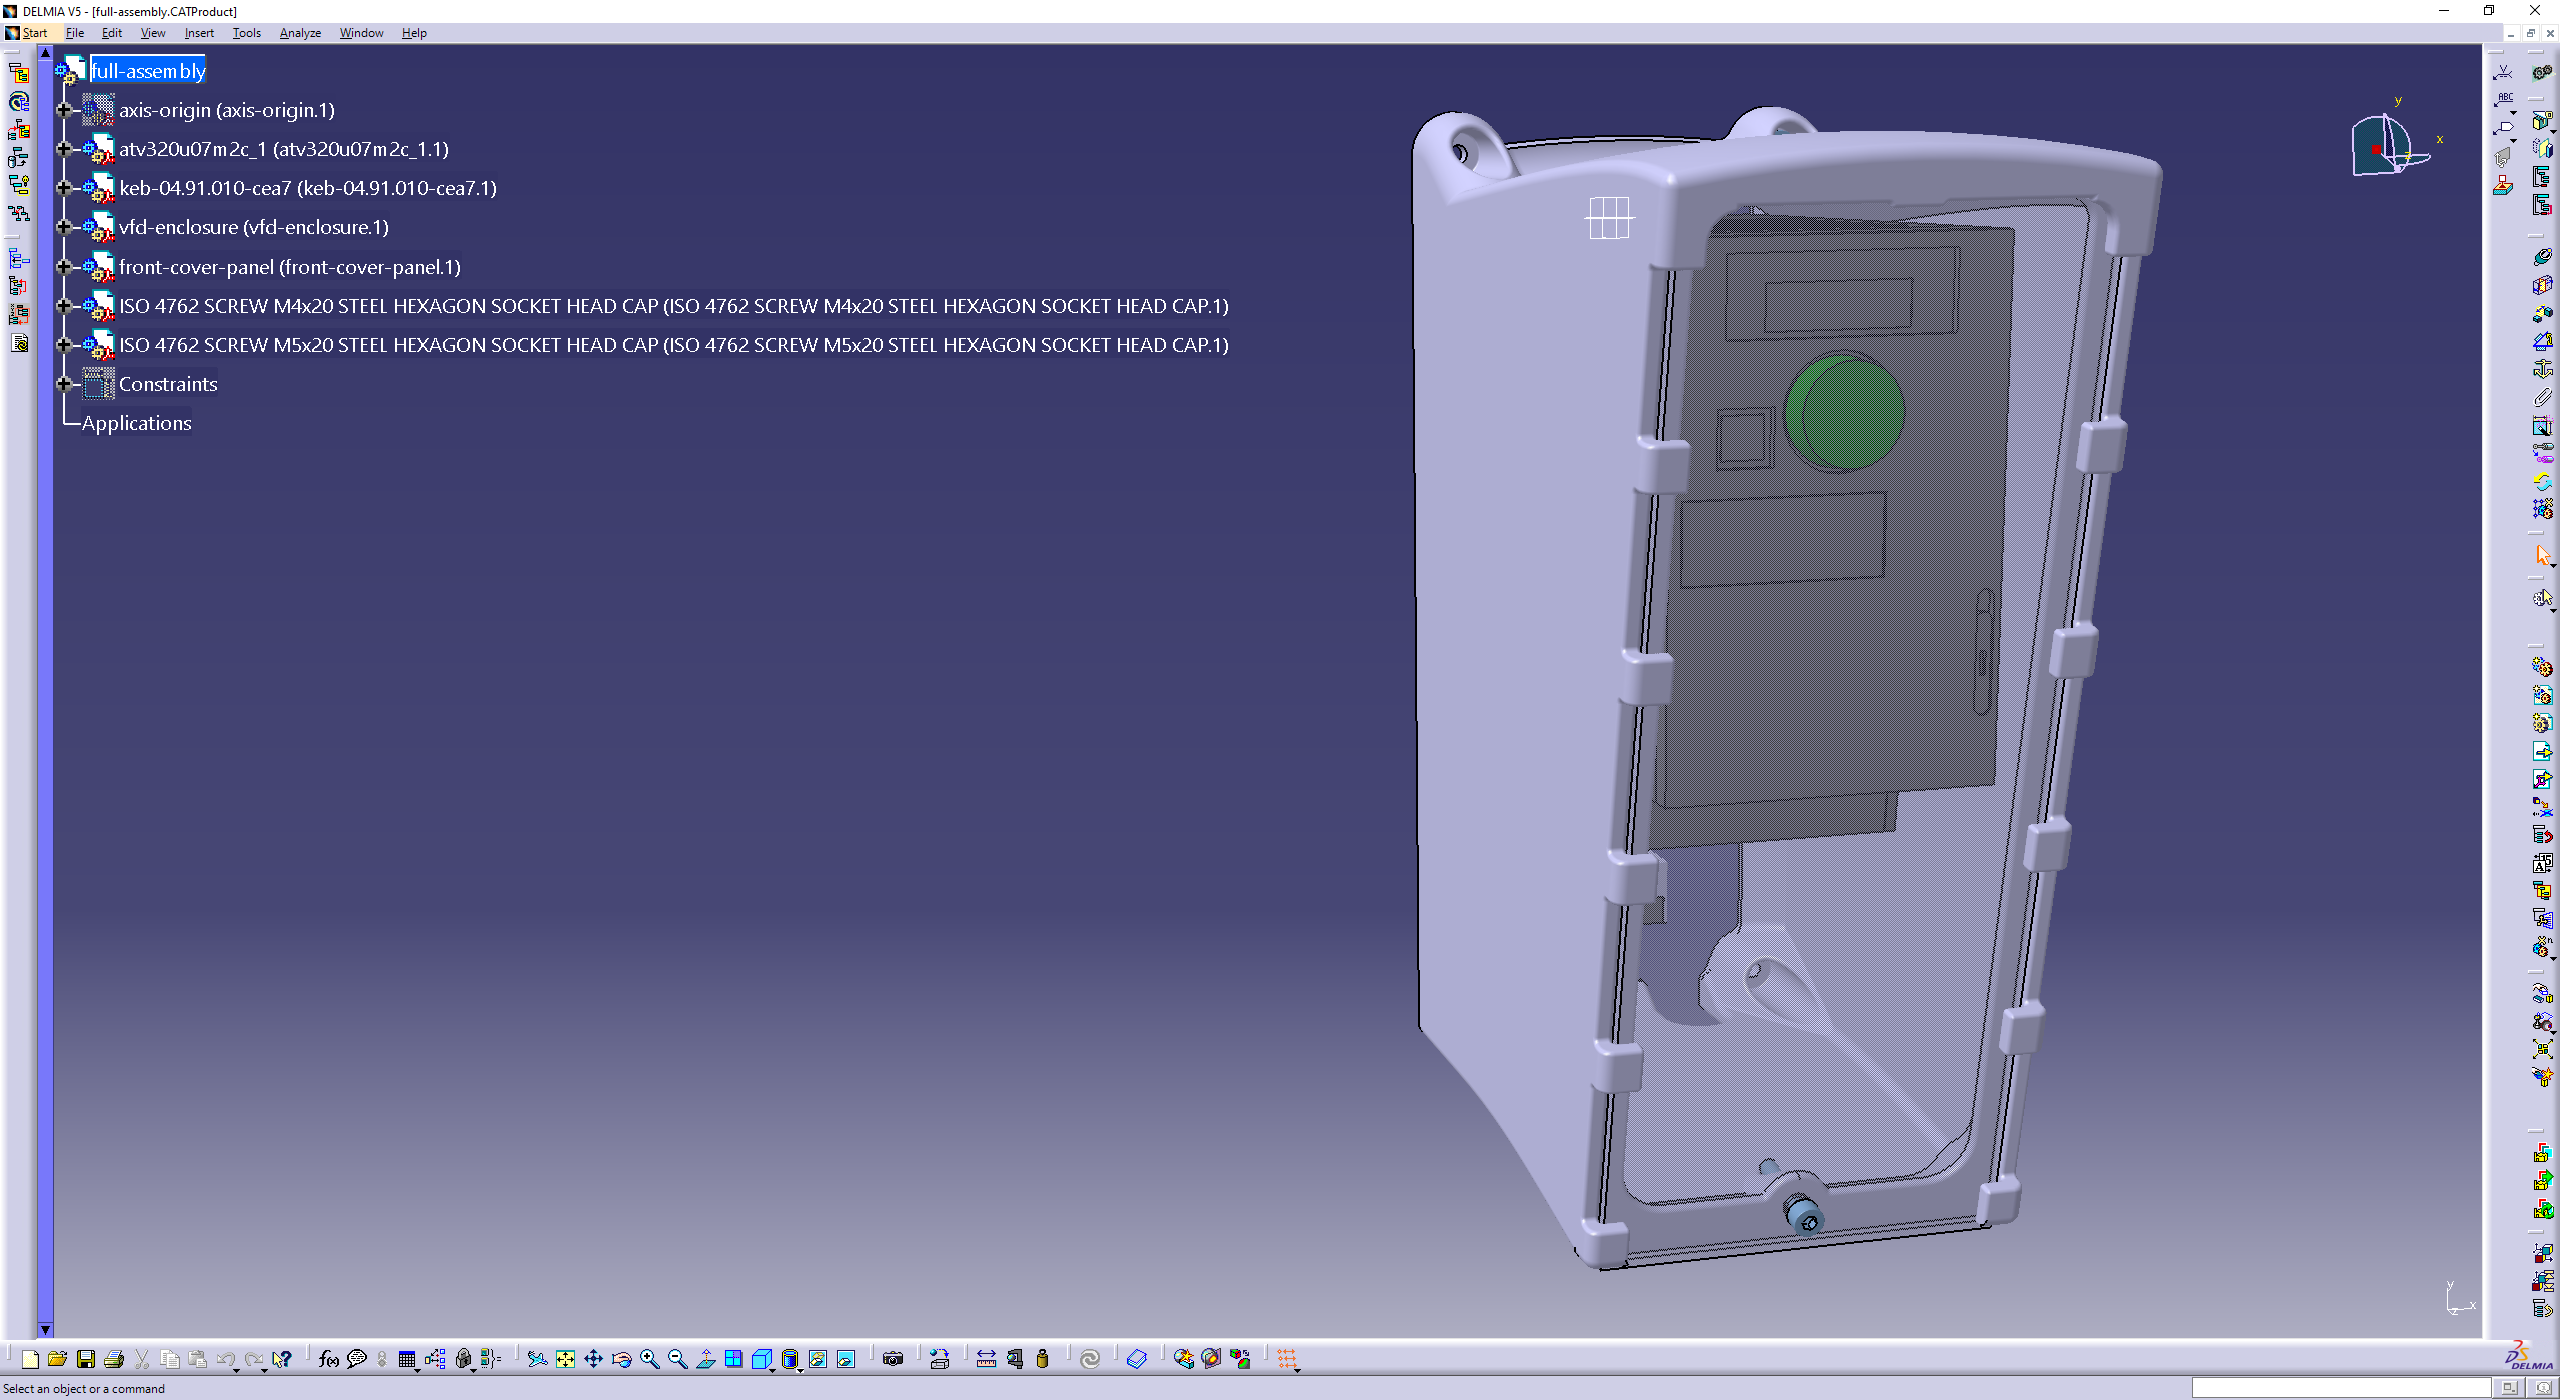 DELMIA V5 - [full-assembly.CATProduct]
Start File Edit View Insert Tools Analyze Window Help
full-assembly
axis-origin (axis-origin.1)
atv320u07m2c_1 (atv320u07m2c_1.1)
keb-04.91.010-cea7 (keb-04.91.010-cea7.1)
vfd-enclosure (vfd-enclosure.1)
front-cover-panel (front-cover-panel.1)
ISO 4762 SCREW M4x20 STEEL HEXAGON SOCKET HEAD CAP (ISO 4762 SCREW M4x20 STEEL HEXAGON SOCKET HEAD CAP.1)
ISO 4762 SCREW M5x20 STEEL HEXAGON SOCKET HEAD CAP (ISO 4762 SCREW M5x20 STEEL HEXAGON SOCKET HEAD CAP.1)
Constraints
Applications
y
x
z
ABC
y
x
z
f(x)
DELMIA
Select an object or a command